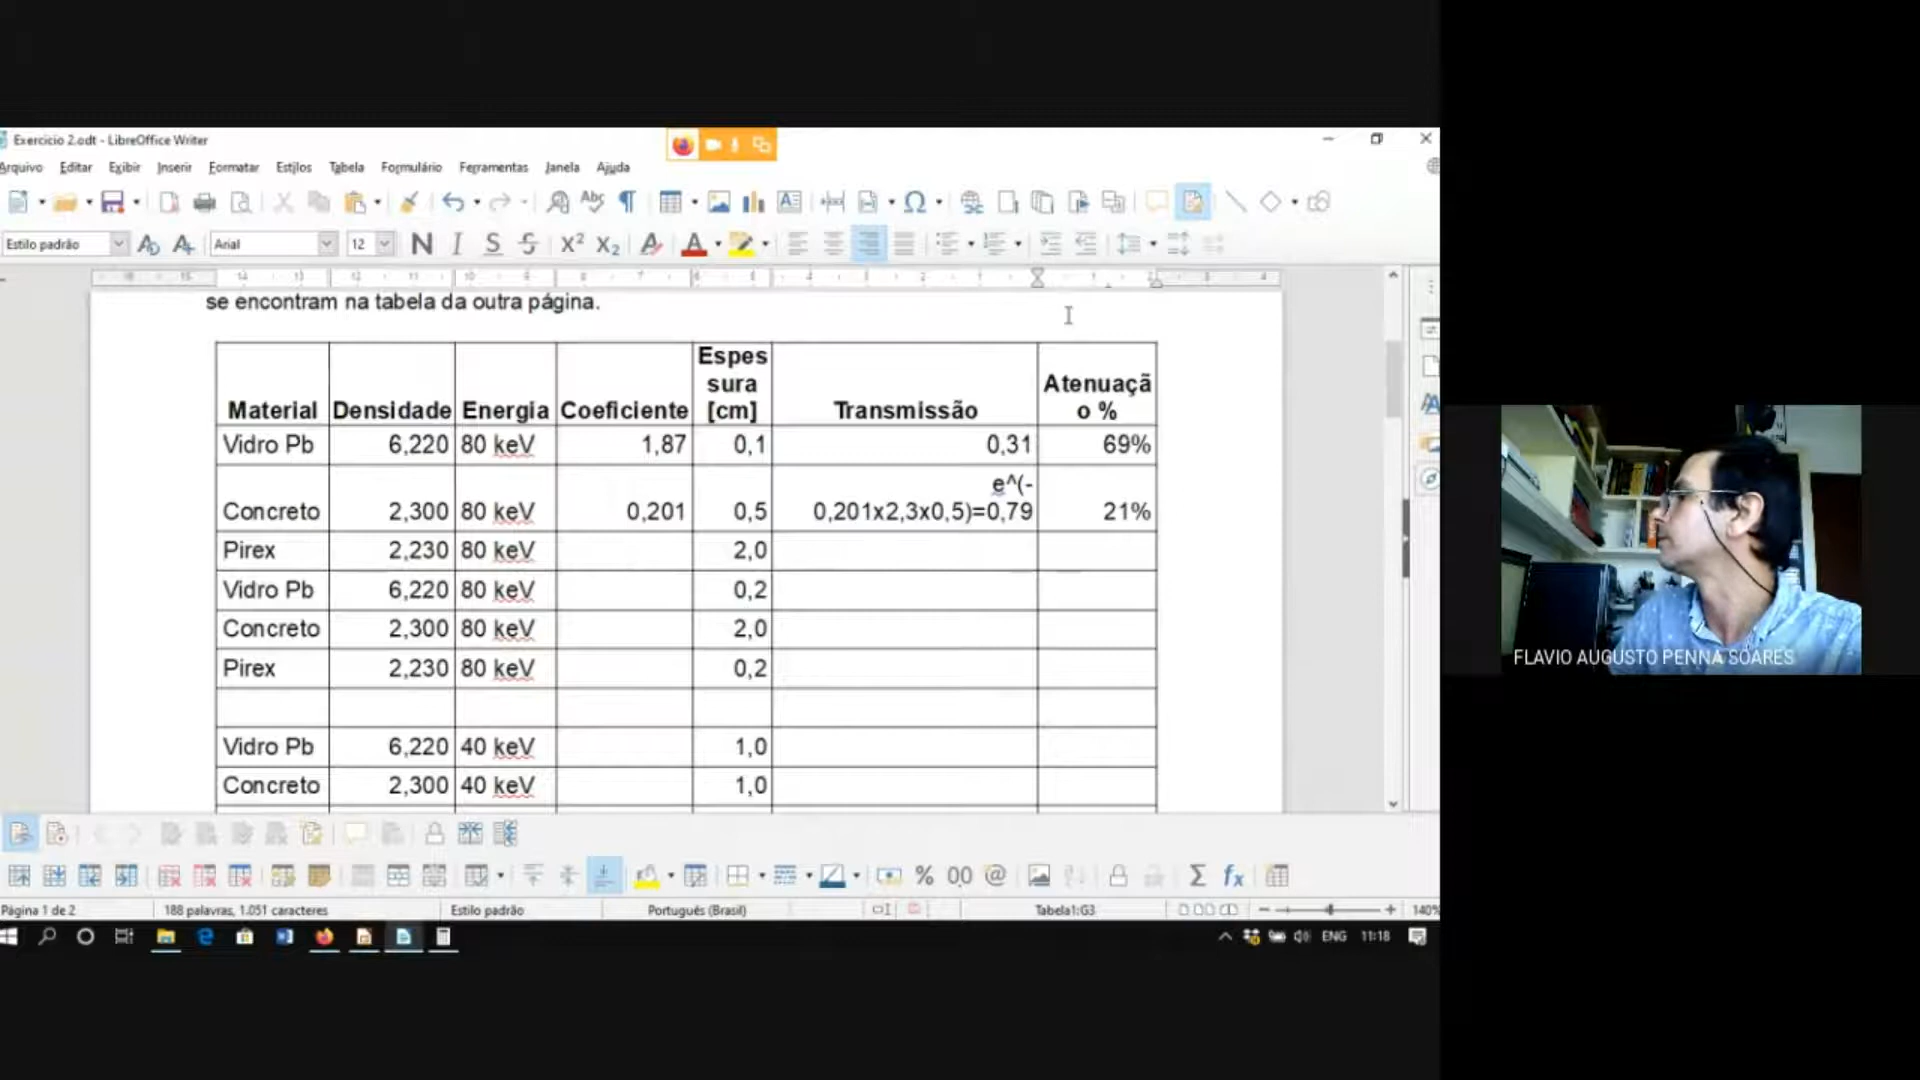 Exercicio 2.odt - LibreOffice Writer
Arquivo Editar Exibir Inserir Formatar Estilos Tabela Formulário Ferramentas Janela Ajuda
Estilo padrão Arial 12 N I S S X² X₂
se encontram na tabela da outra página.
Material Densidade Energia Coeficiente Espes sura [cm] Transmissão Atenuaçã o %
Vidro Pb 6,220 80 keV 1,87 0,1 0,31 69%
Concreto 2,300 80 keV 0,201 0,5 e^(-0,201x2,3x0,5)=0,79 21%
Pirex 2,230 80 keV 2,0
Vidro Pb 6,220 80 keV 0,2
Concreto 2,300 80 keV 2,0
Pirex 2,230 80 keV 0,2
Vidro Pb 6,220 40 keV 1,0
Concreto 2,300 40 keV 1,0
Página 1 de 2 188 palavras, 1.051 caracteres Estilo padrão Português (Brasil) Tabela1:G3 140%
ENG 11:18
FLAVIO AUGUSTO PENNA SOARES